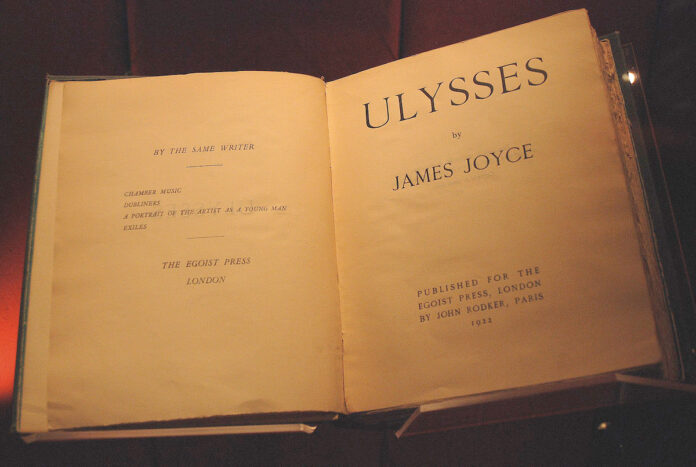 BY THE SAME WRITER
CHAMBER MUSIC
DUBLINERS
A PORTRAIT OF THE ARTIST AS A YOUNG MAN
EXILES
THE EGOIST PRESS
LONDON
ULYSSES
by
JAMES JOYCE
PUBLISHED FOR THE
EGOIST PRESS, LONDON
BY JOHN RODKER, PARIS
1922